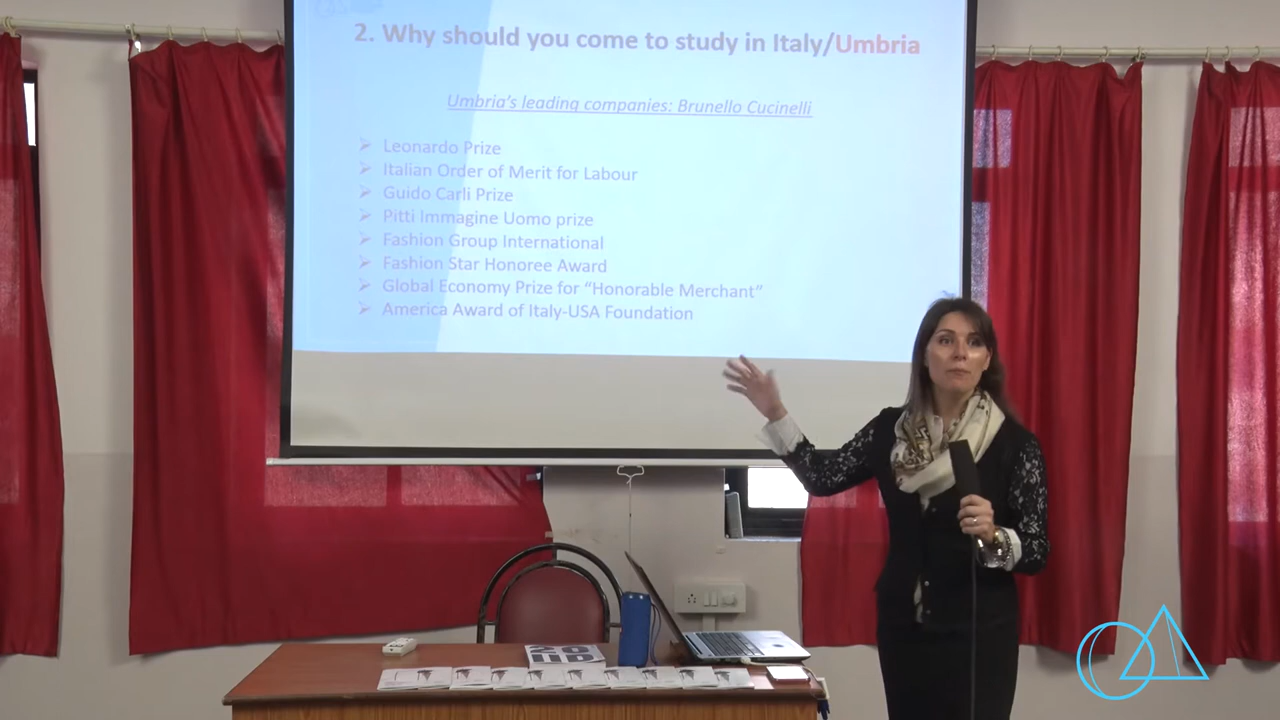 2. Why should you come to study in Italy/Umbria
Umbria's leading companies: Brunello Cucinelli
➢ Leonardo Prize
➢ Italian Order of Merit for Labour
➢ Guido Carli Prize
➢ Pitti Immagine Uomo prize
➢ Fashion Group International
➢ Fashion Star Honoree Award
➢ Global Economy Prize for "Honorable Merchant"
➢ America Award of Italy-USA Foundation